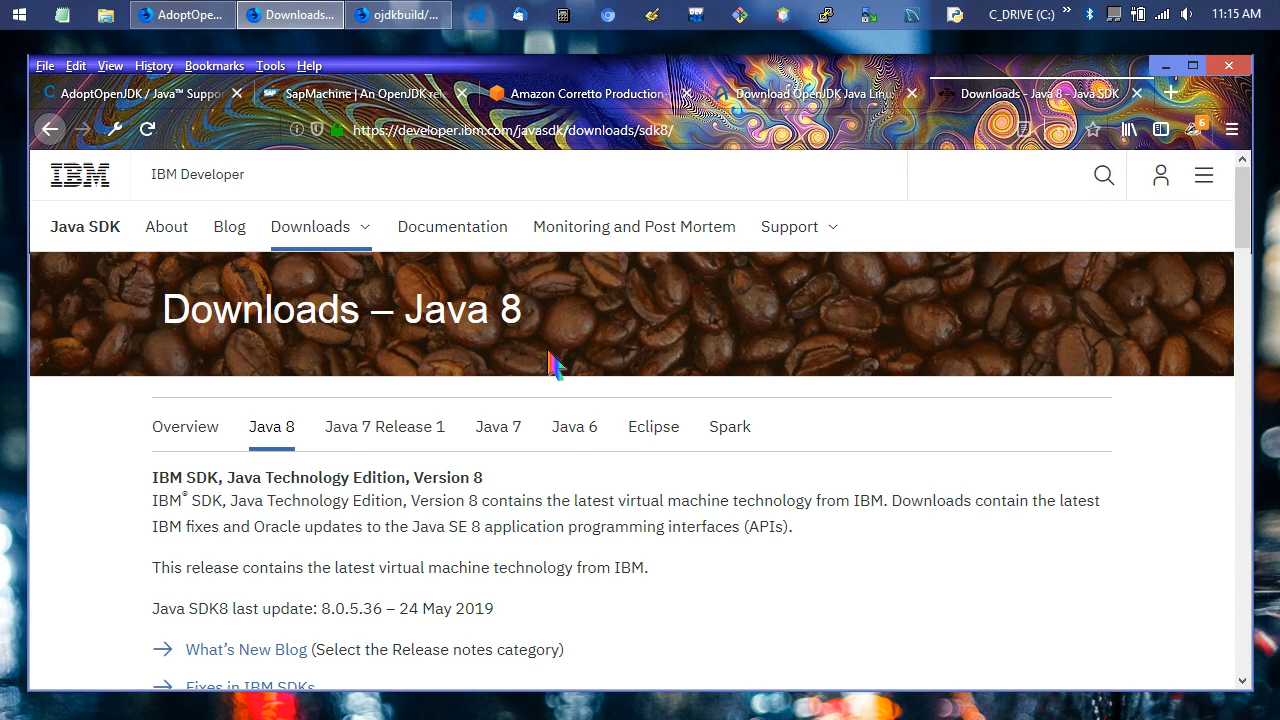 AdoptOpe...
Downloads...
ojdkbuild/...
C_DRIVE (C:)
11:15 AM
File Edit View History Bookmarks Tools Help
AdoptOpenJDK / Java™ Suppo
SapMachine | An OpenJDK rele
Amazon Corretto Production-
Download OpenJDK Java Linu
Downloads – Java 8 - Java SDK
https://developer.ibm.com/javasdk/downloads/sdk8/
6
IBM
IBM Developer
Java SDK About Blog Downloads Documentation Monitoring and Post Mortem Support
Downloads – Java 8
Overview Java 8 Java 7 Release 1 Java 7 Java 6 Eclipse Spark
IBM SDK, Java Technology Edition, Version 8
IBM® SDK, Java Technology Edition, Version 8 contains the latest virtual machine technology from IBM. Downloads contain the latest
IBM fixes and Oracle updates to the Java SE 8 application programming interfaces (APIs).
This release contains the latest virtual machine technology from IBM.
Java SDK8 last update: 8.0.5.36 – 24 May 2019
What's New Blog (Select the Release notes category)
Fixes in IBM SDKs